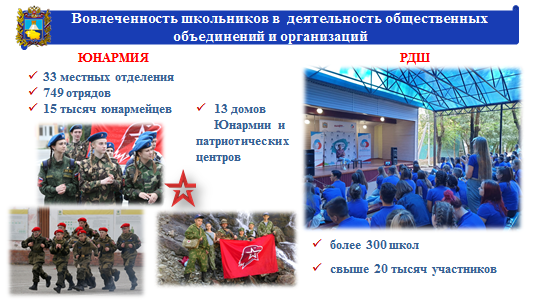 Вовлеченность школьников в деятельность общественных
объединений и организаций
ЮНАРМИЯ
33 местных отделения
749 отрядов
15 тысяч юнармейцев
13 домов
Юнармии и
патриотических
центров
РДШ
более 300 школ
свыше 20 тысяч участников